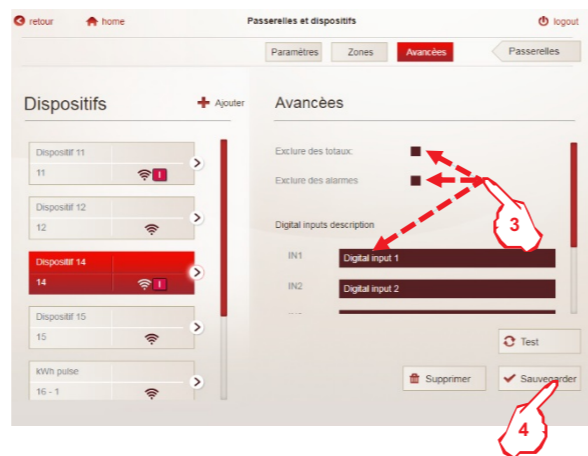 retour home Passerelles et dispositifs logout
Paramètres Zones Avancées Passerelles
Dispositifs Ajouter
Dispositif 11
11
Dispositif 12
12
Dispositif 14
14
Dispositif 15
15
kWh pulse
16 - 1
Avancèes
Exclure des totaux:
Exclure des alarmes
3
Digital inputs description
IN1 Digital input 1
IN2 Digital input 2
Test
Supprimer Sauvegarder
4